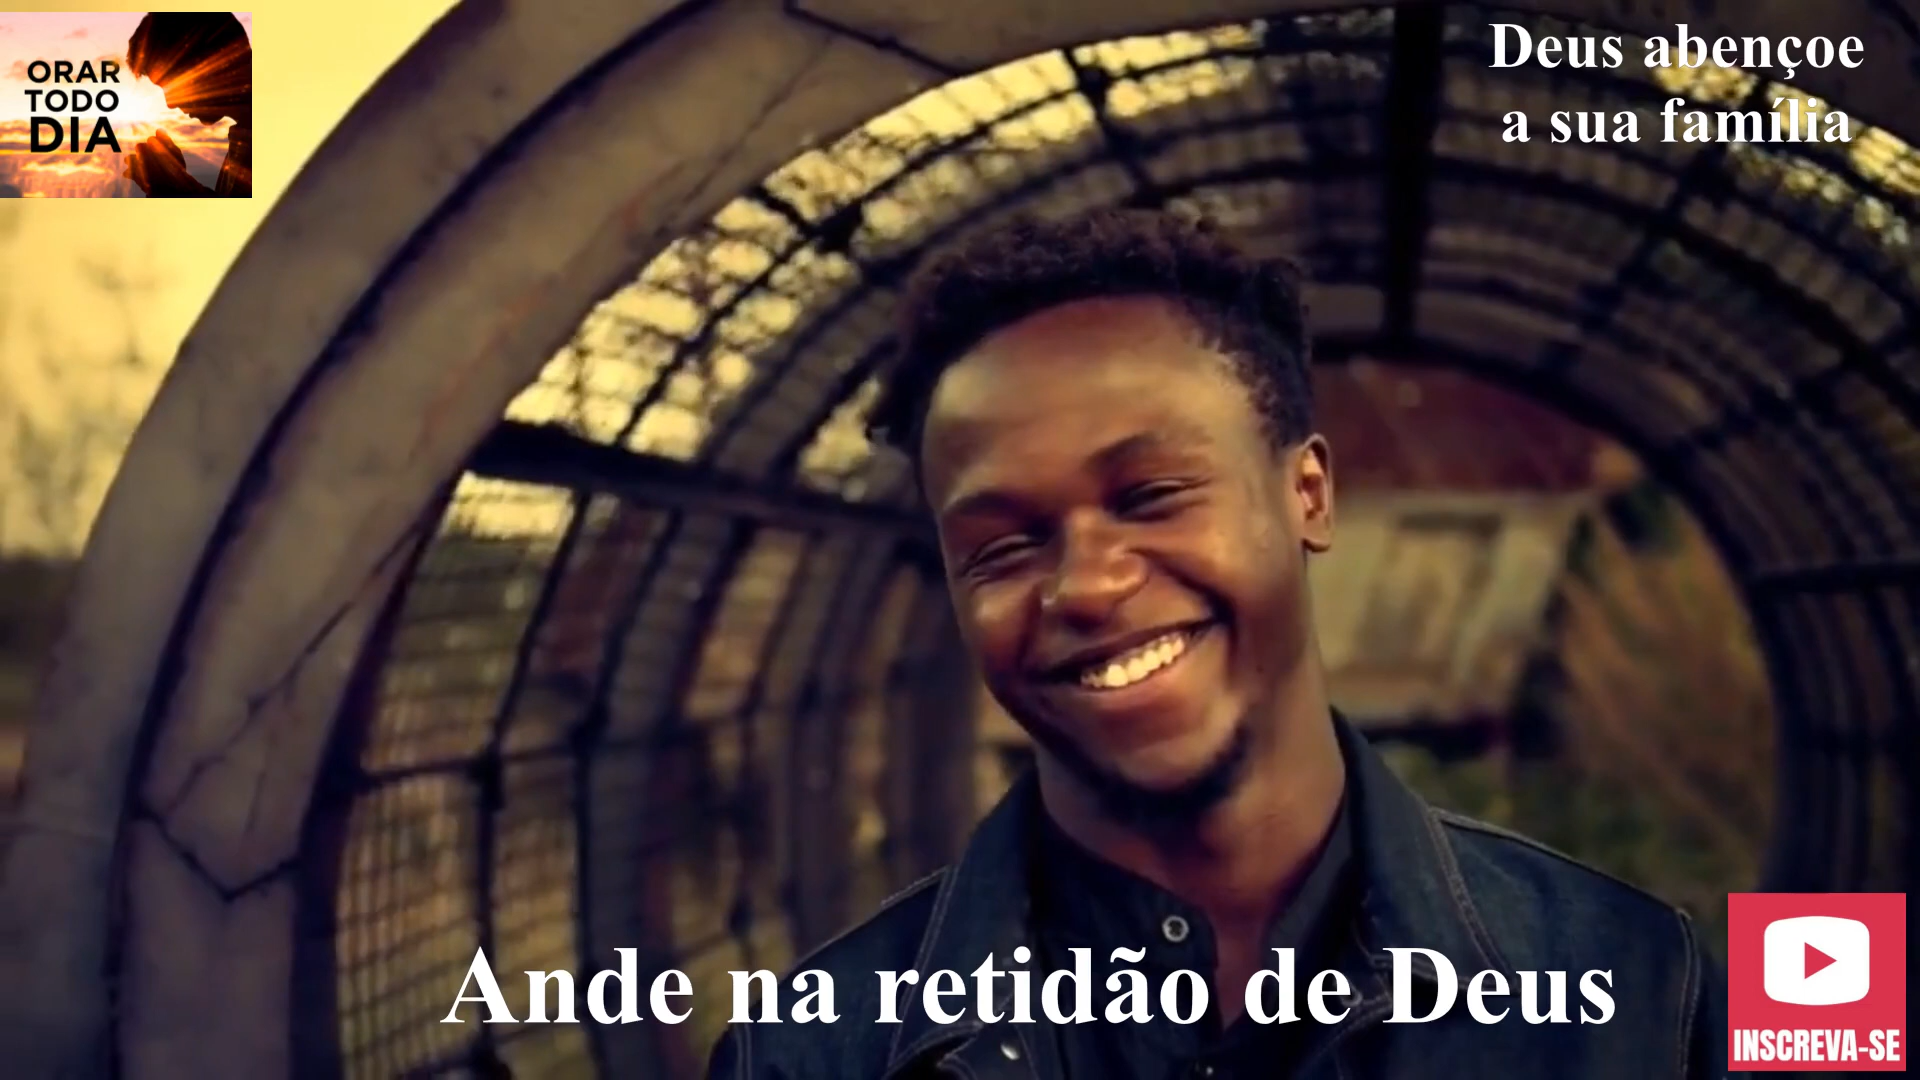 ORAR
TODO
DIA
Deus abençoe
a sua família
Ande na retidão de Deus
INSCREVA-SE